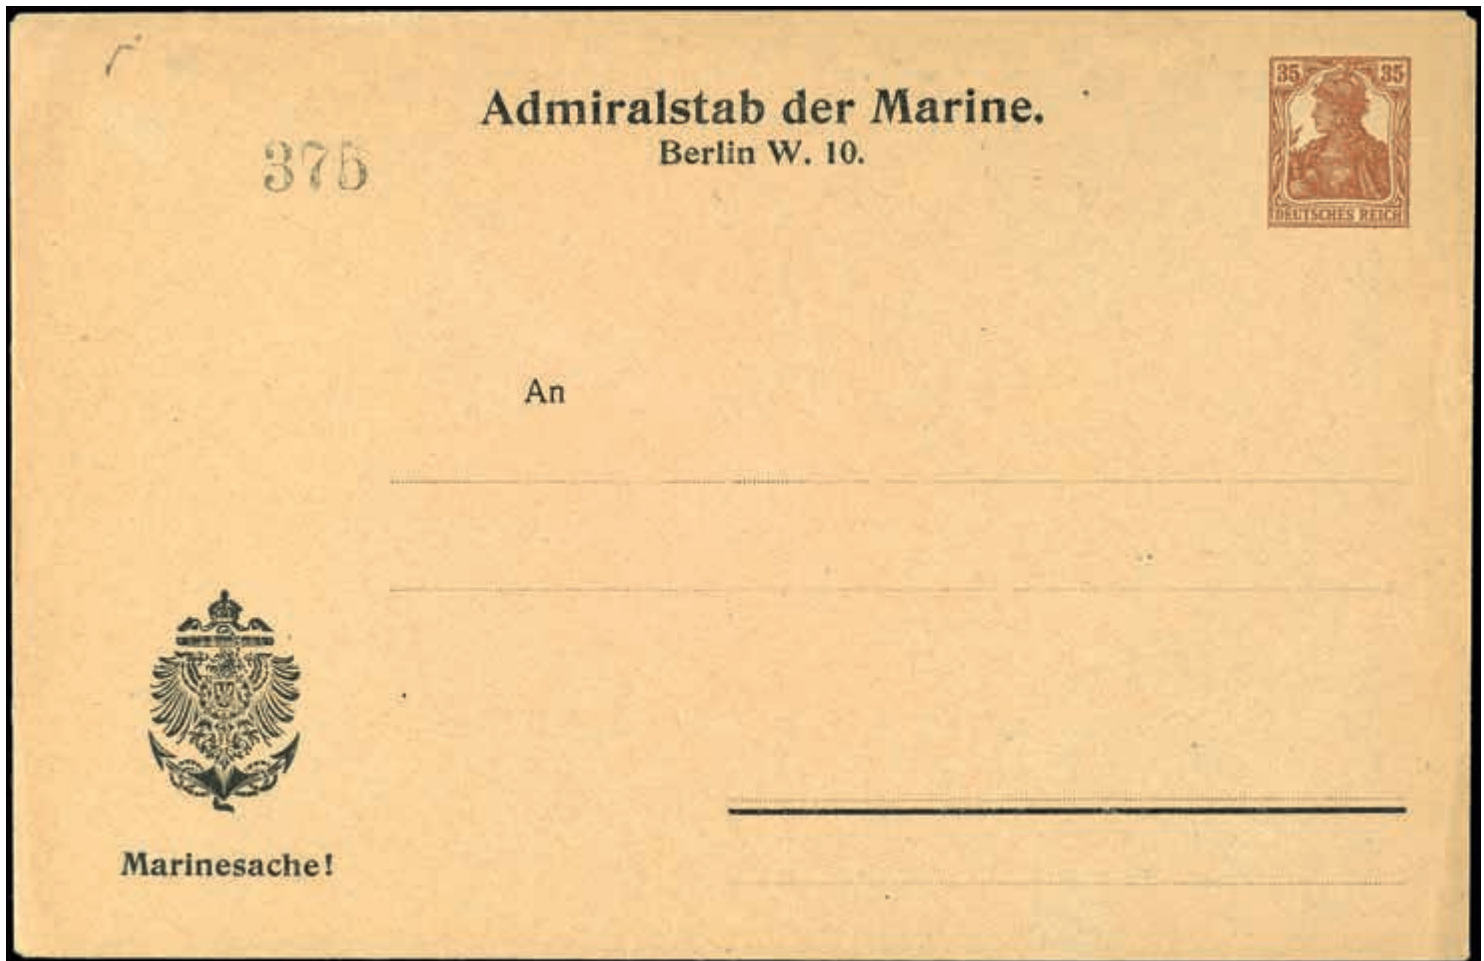 Admiralstab der Marine.
Berlin W. 10.
375
35 35
DEUTSCHES REICH
An
Marinesache!